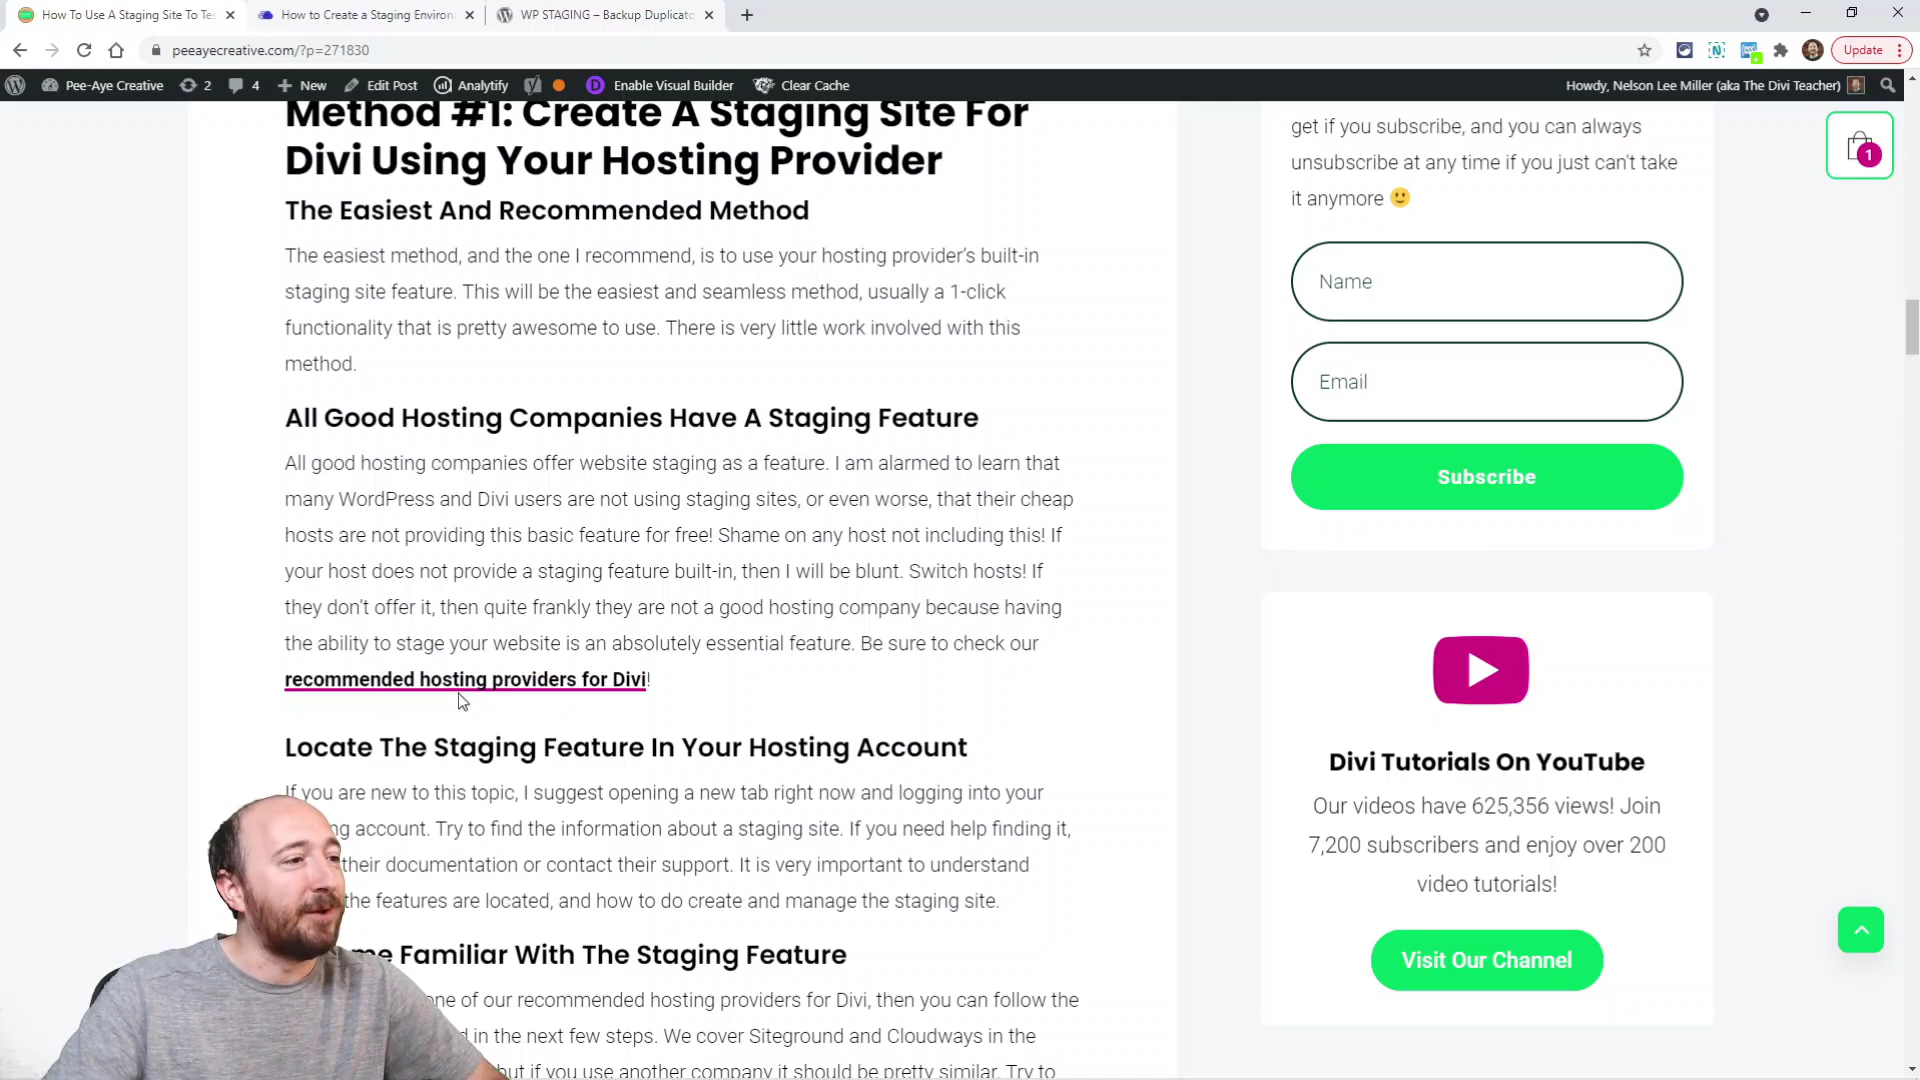 How To Use A Staging Site To Tes
How to Create a Staging Environ
WP STAGING – Backup Duplicato
peeayecreative.com/?p=271830
Update
Pee-Aye Creative
2
4
New
Edit Post
Analytify
Enable Visual Builder
Clear Cache
Howdy, Nelson Lee Miller (aka The Divi Teacher)
Method #1: Create A Staging Site For
Divi Using Your Hosting Provider
The Easiest And Recommended Method
The easiest method, and the one I recommend, is to use your hosting provider's built-in
staging site feature. This will be the easiest and seamless method, usually a 1-click
functionality that is pretty awesome to use. There is very little work involved with this
method.
All Good Hosting Companies Have A Staging Feature
All good hosting companies offer website staging as a feature. I am alarmed to learn that
many WordPress and Divi users are not using staging sites, or even worse, that their cheap
hosts are not providing this basic feature for free! Shame on any host not including this! If
your host does not provide a staging feature built-in, then I will be blunt. Switch hosts! If
they don't offer it, then quite frankly they are not a good hosting company because having
the ability to stage your website is an absolutely essential feature. Be sure to check our
recommended hosting providers for Divi!
Locate The Staging Feature In Your Hosting Account
If you are new to this topic, I suggest opening a new tab right now and logging into your
ng account. Try to find the information about a staging site. If you need help finding it,
their documentation or contact their support. It is very important to understand
the features are located, and how to do create and manage the staging site.
me Familiar With The Staging Feature
one of our recommended hosting providers for Divi, then you can follow the
d in the next few steps. We cover Siteground and Cloudways in the
but if you use another company it should be pretty similar. Try to
get if you subscribe, and you can always
unsubscribe at any time if you just can't take
it anymore
Name
Email
Subscribe
Divi Tutorials On YouTube
Our videos have 625,356 views! Join
7,200 subscribers and enjoy over 200
video tutorials!
Visit Our Channel
1